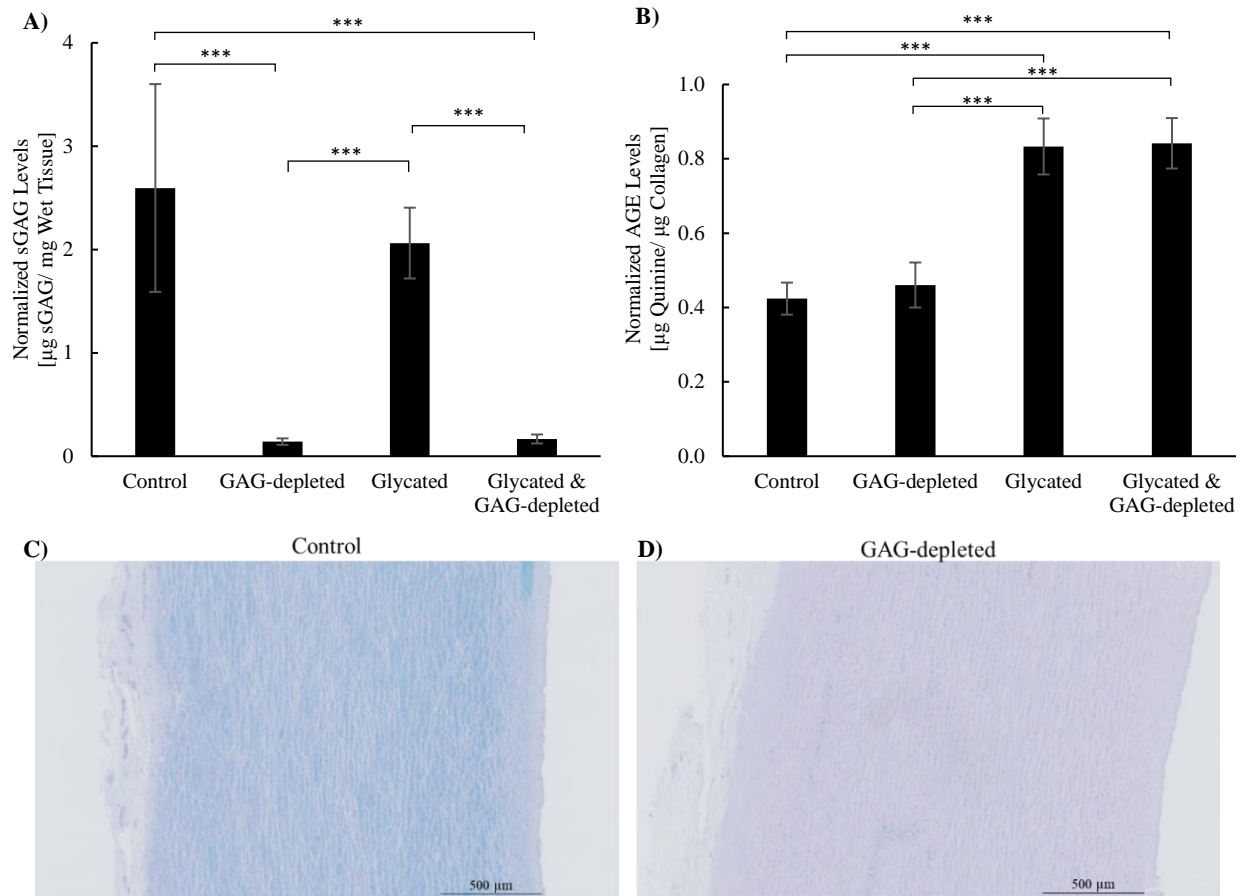 A)
***
***
***
***
4
3
2
1
0
Normalized sGAG Levels
[µg sGAG/ mg Wet Tissue]
Control
GAG-depleted
Glycated
Glycated &
GAG-depleted
B)
***
***
***
***
1.0
0.8
0.6
0.4
0.2
0.0
Normalized AGE Levels
[µg Quinine/ µg Collagen]
Control
GAG-depleted
Glycated
Glycated &
GAG-depleted
C)
Control
500 µm
D)
GAG-depleted
500 µm